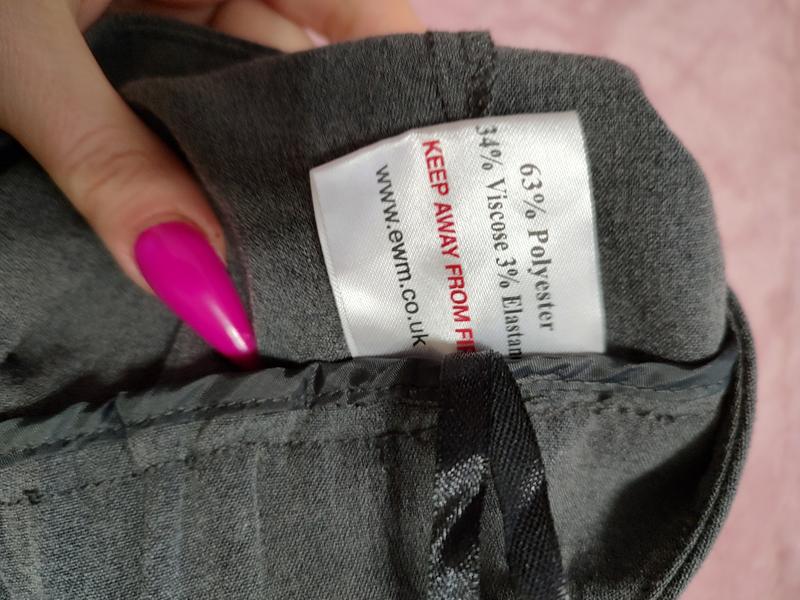 63% Polyester
34% Viscose 3% Elastan
KEEP AWAY FROM FI
www.ewm.co.uk